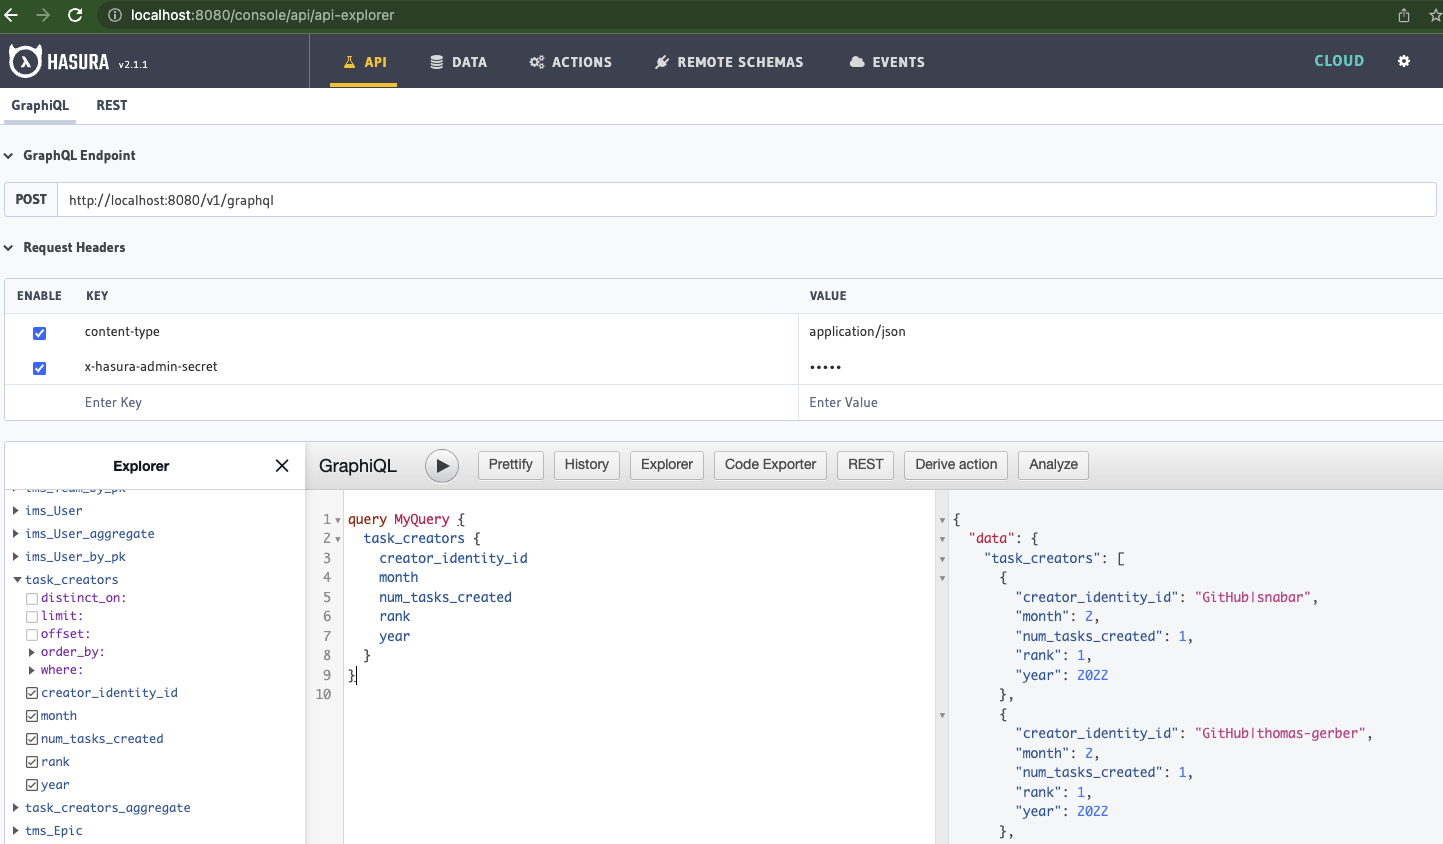 localhost:8080/console/api/api-explorer
HASURA v2.1.1
API DATA ACTIONS REMOTE SCHEMAS EVENTS CLOUD
GraphiQL REST
GraphQL Endpoint
POST http://localhost:8080/v1/graphql
Request Headers
ENABLE KEY VALUE
content-type application/json
x-hasura-admin-secret •••••
Enter Key Enter Value
Explorer
GraphiQL Prettify History Explorer Code Exporter REST Derive action Analyze
ims_Team_by_pk
ims_User
ims_User_aggregate
ims_User_by_pk
task_creators
distinct_on:
limit:
offset:
order_by:
where:
creator_identity_id
month
num_tasks_created
rank
year
task_creators_aggregate
tms_Epic
1 query MyQuery {
2 task_creators {
3 creator_identity_id
4 month
5 num_tasks_created
6 rank
7 year
8 }
9 }
10
{
"data": {
"task_creators": [
{
"creator_identity_id": "GitHub|snabar",
"month": 2,
"num_tasks_created": 1,
"rank": 1,
"year": 2022
},
{
"creator_identity_id": "GitHub|thomas-gerber",
"month": 2,
"num_tasks_created": 1,
"rank": 1,
"year": 2022
},